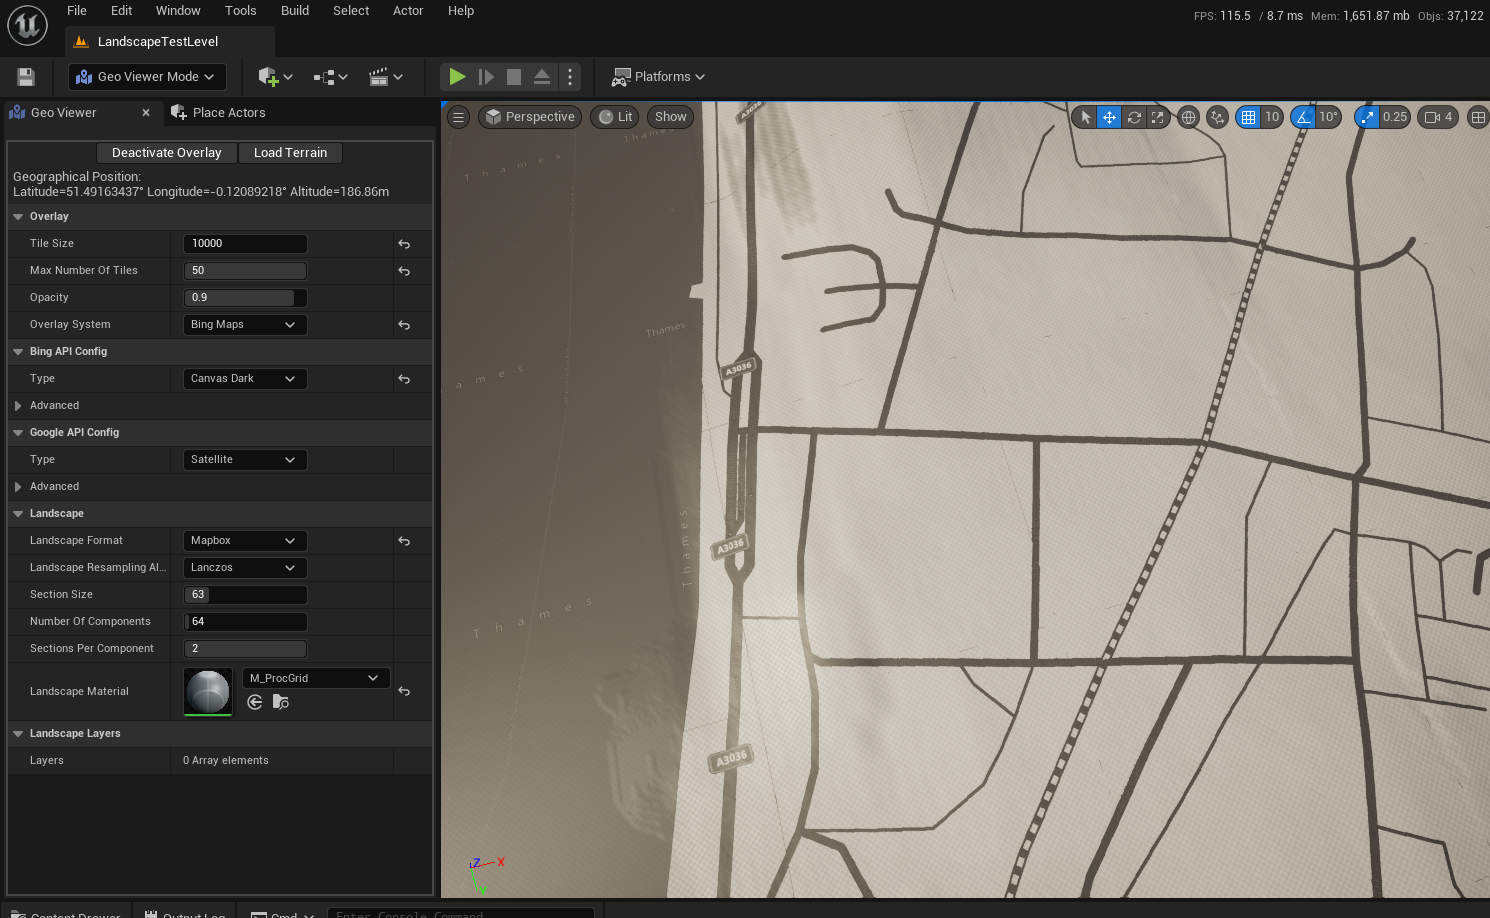 File Edit Window Tools Build Select Actor Help
FPS: 115.5 / 8.7 ms Mem: 1,651.87 mb Objs: 37,122
LandscapeTestLevel
Geo Viewer Mode
Platforms
Geo Viewer
Place Actors
Perspective Lit Show
10 10° 0.25 4
Deactivate Overlay
Load Terrain
Geographical Position:
Latitude=51.49163437° Longitude=-0.12089218° Altitude=186.86m
Overlay
Tile Size 10000
Max Number Of Tiles 50
Opacity 0.9
Overlay System Bing Maps
Bing API Config
Type Canvas Dark
Advanced
Google API Config
Type Satellite
Advanced
Landscape
Landscape Format Mapbox
Landscape Resampling Al... Lanczos
Section Size 63
Number Of Components 64
Sections Per Component 2
Landscape Material M_ProcGrid
Landscape Layers
Layers 0 Array elements
A3036
Thames
Thames
Thames
A3036
Thames
A3036
Thames
A3036
Z X
Y
Content Drawer
Output Log
Cmd
Enter Console Command